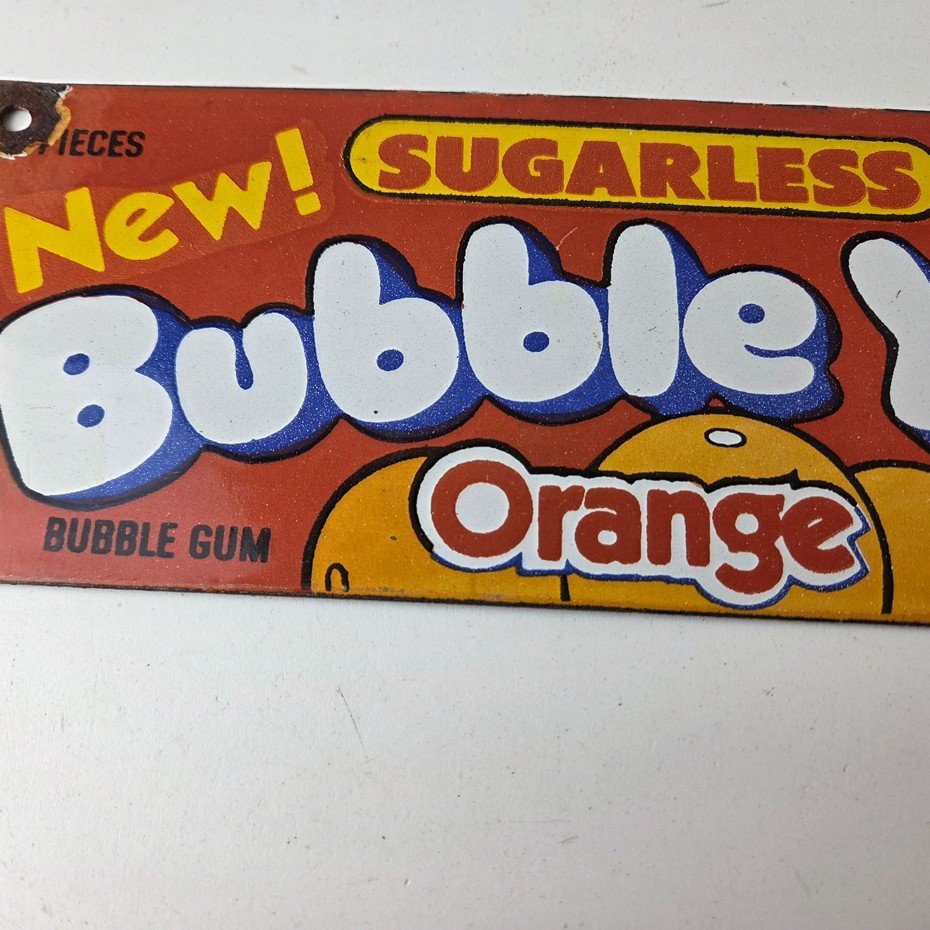 PIECES
New!
SUGARLESS
Bubble Y
Orange
BUBBLE GUM